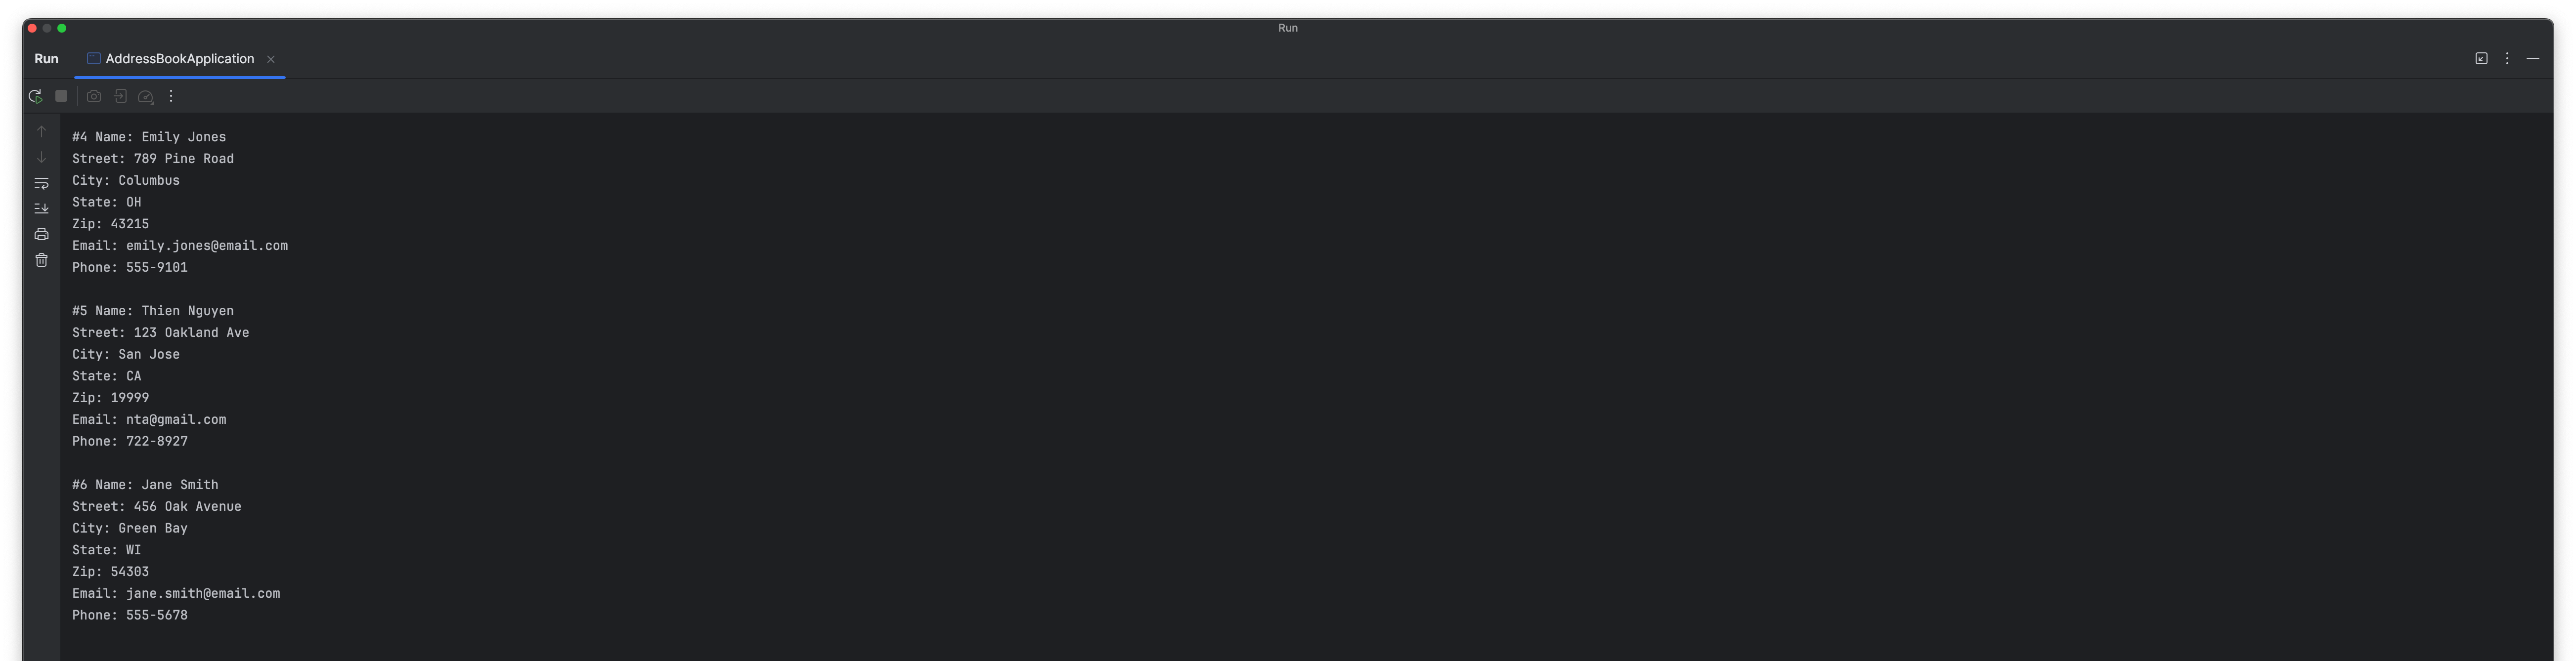 Run
Run
AddressBookApplication
#4 Name: Emily Jones
Street: 789 Pine Road
City: Columbus
State: OH
Zip: 43215
Email: emily.jones@email.com
Phone: 555-9101
#5 Name: Thien Nguyen
Street: 123 Oakland Ave
City: San Jose
State: CA
Zip: 19999
Email: nta@gmail.com
Phone: 722-8927
#6 Name: Jane Smith
Street: 456 Oak Avenue
City: Green Bay
State: WI
Zip: 54303
Email: jane.smith@email.com
Phone: 555-5678